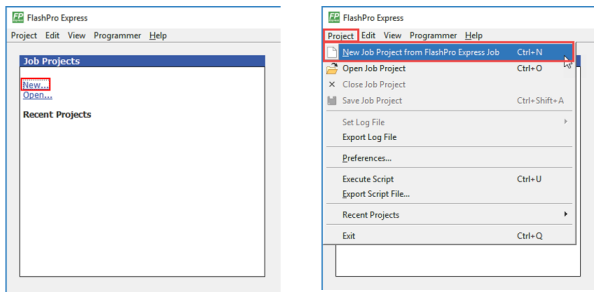 FP FlashPro Express
Project Edit View Programmer Help
Job Projects
New...
Open...
Recent Projects
FP FlashPro Express
Project Edit View Programmer Help
New Job Project from FlashPro Express Job Ctrl+N
Open Job Project Ctrl+O
Close Job Project
Save Job Project Ctrl+Shift+A
Set Log File
Export Log File
Preferences...
Execute Script Ctrl+U
Export Script File...
Recent Projects
Exit Ctrl+Q